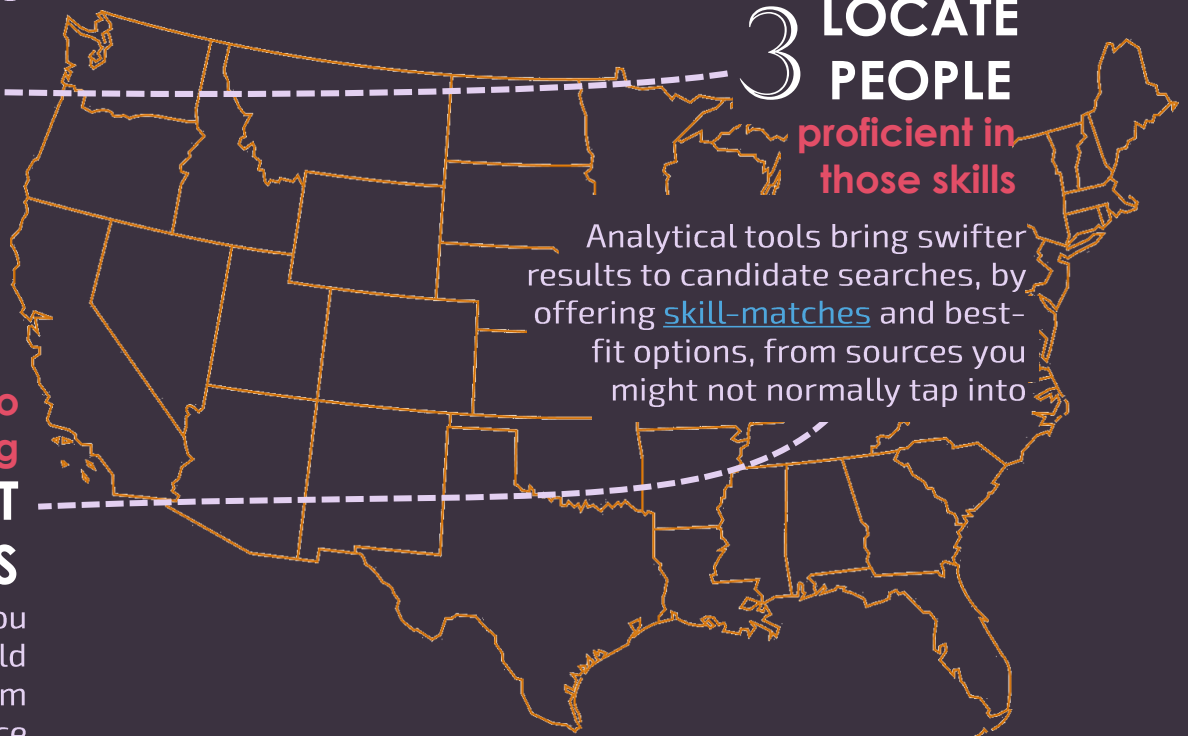 3
LOCATE
PEOPLE
proficient in
those skills
Analytical tools bring swifter
results to candidate searches, by
offering skill-matches and best-
fit options, from sources you
might not normally tap into